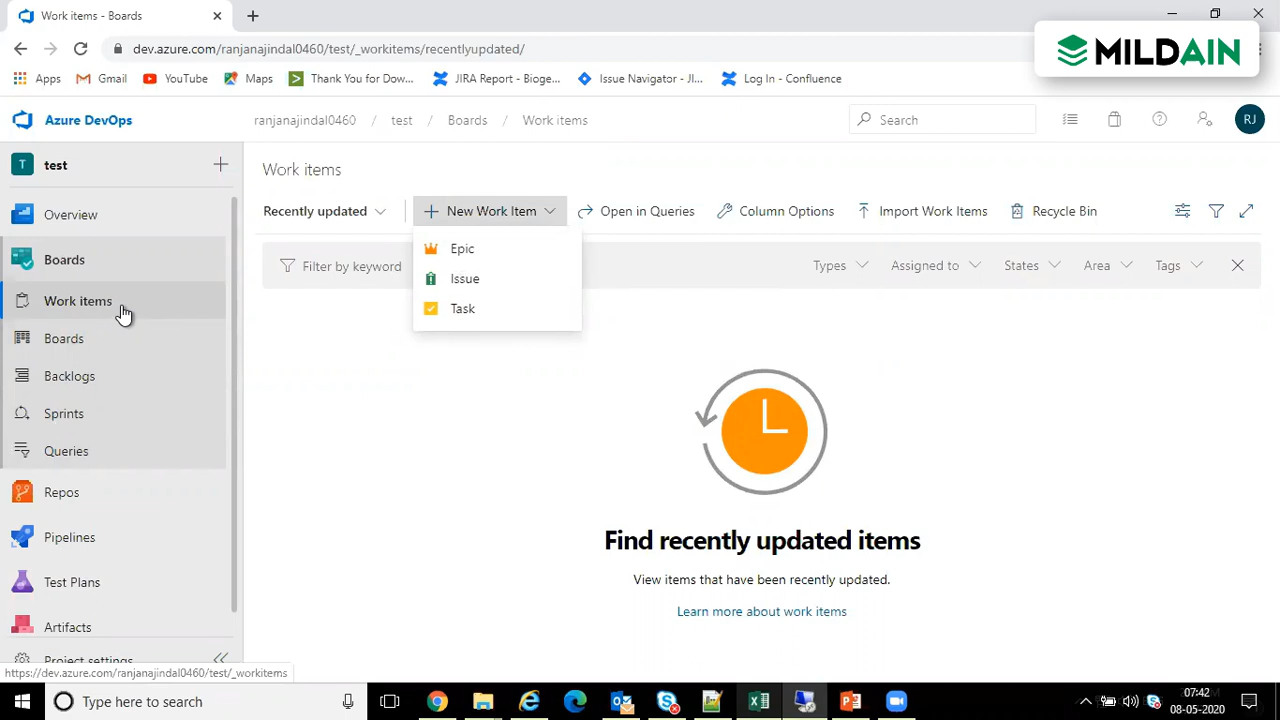 Work items - Boards
dev.azure.com/ranjanajindal0460/test/_workitems/recentlyupdated/
MILDAIN
Apps
Gmail
YouTube
Maps
Thank You for Dow...
JIRA Report - Bioge...
Issue Navigator - JI...
Log In - Confluence
Azure DevOps
ranjanajindal0460 / test / Boards / Work items
Search
RJ
T test
Work items
Overview
Recently updated
New Work Item
Open in Queries
Column Options
Import Work Items
Recycle Bin
Epic
Issue
Task
Boards
Filter by keyword
Types
Assigned to
States
Area
Tags
Work items
Boards
Backlogs
Sprints
Queries
Repos
Pipelines
Test Plans
Artifacts
Project settings
Find recently updated items
View items that have been recently updated.
Learn more about work items
https://dev.azure.com/ranjanajindal0460/test/_workitems
Type here to search
07:42
08-05-2020